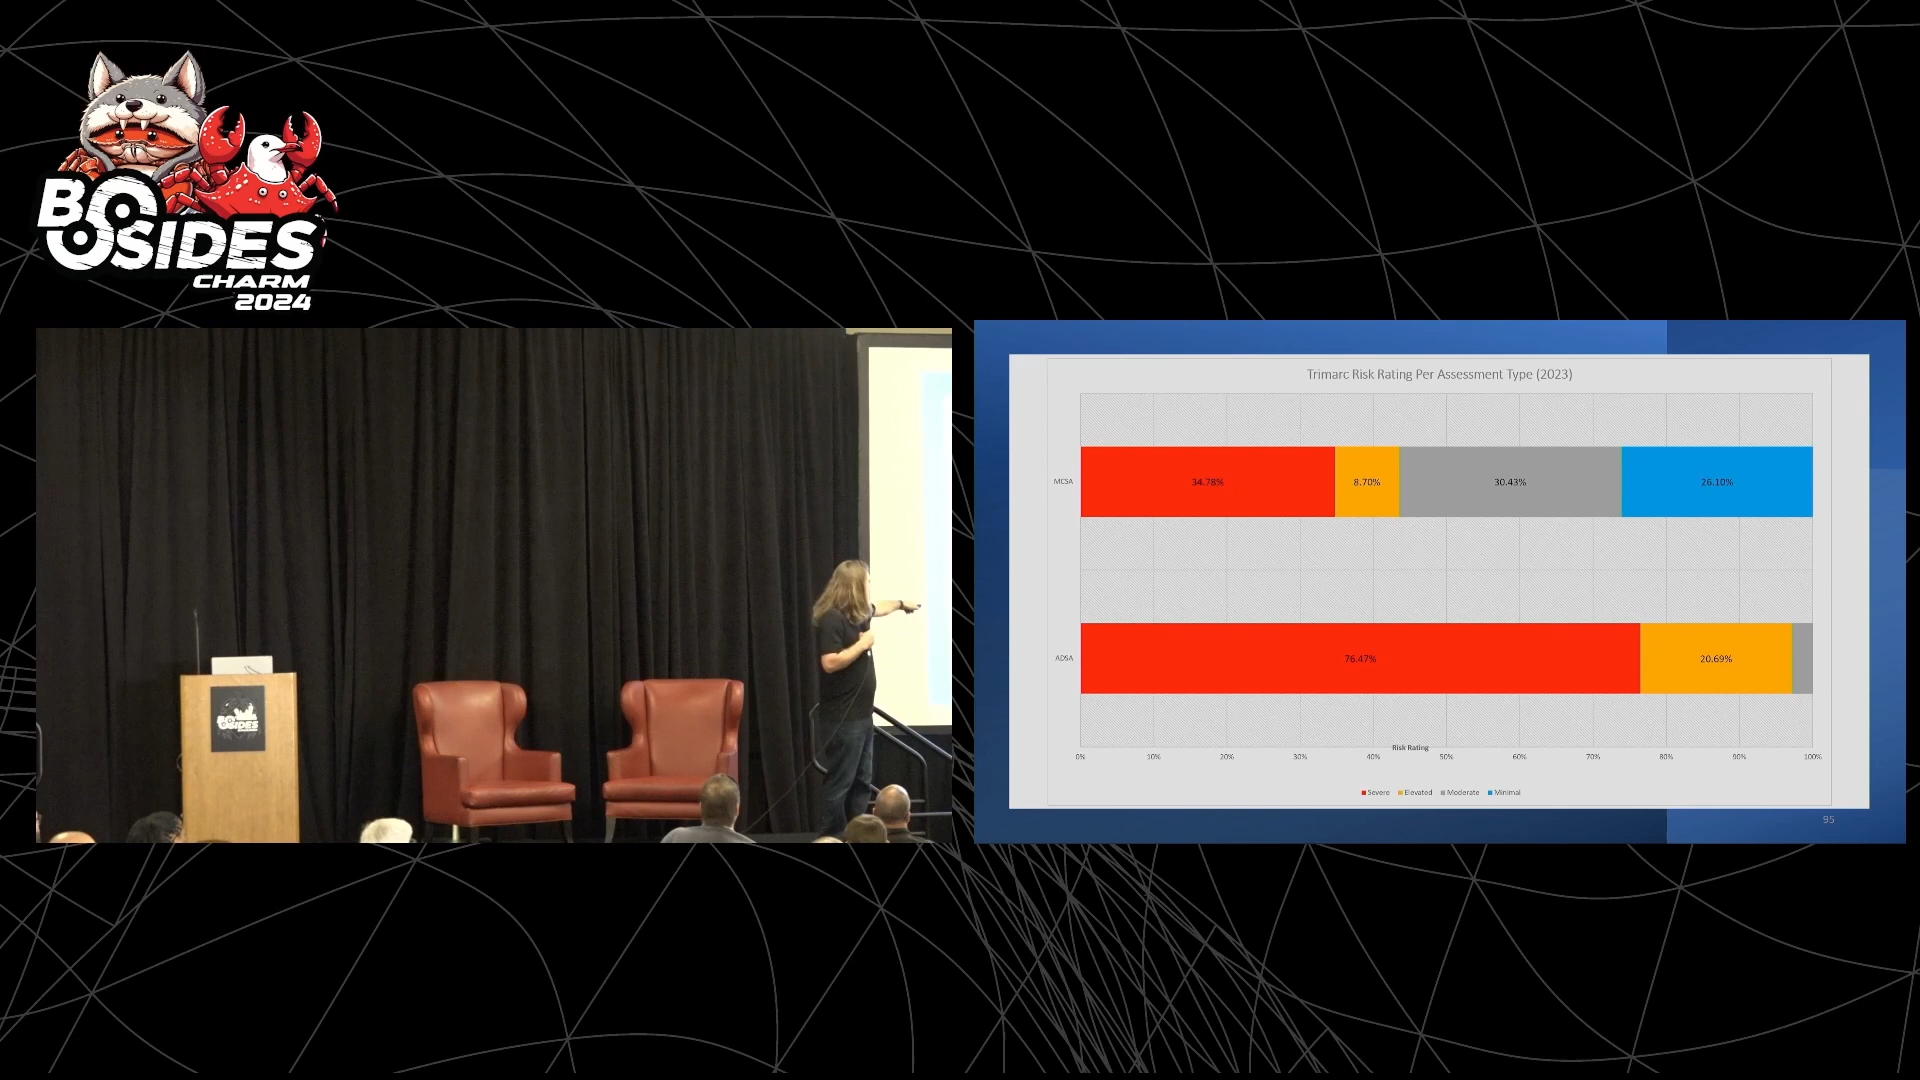 BSIDES
CHARM
2024
BSIDES
Trimarc Risk Rating Per Assessment Type (2023)
MCSA
34.78%
8.70%
30.43%
26.10%
ADSA
76.47%
20.69%
Risk Rating
0% 10% 20% 30% 40% 50% 60% 70% 80% 90% 100%
Severe Elevated Moderate Minimal
95